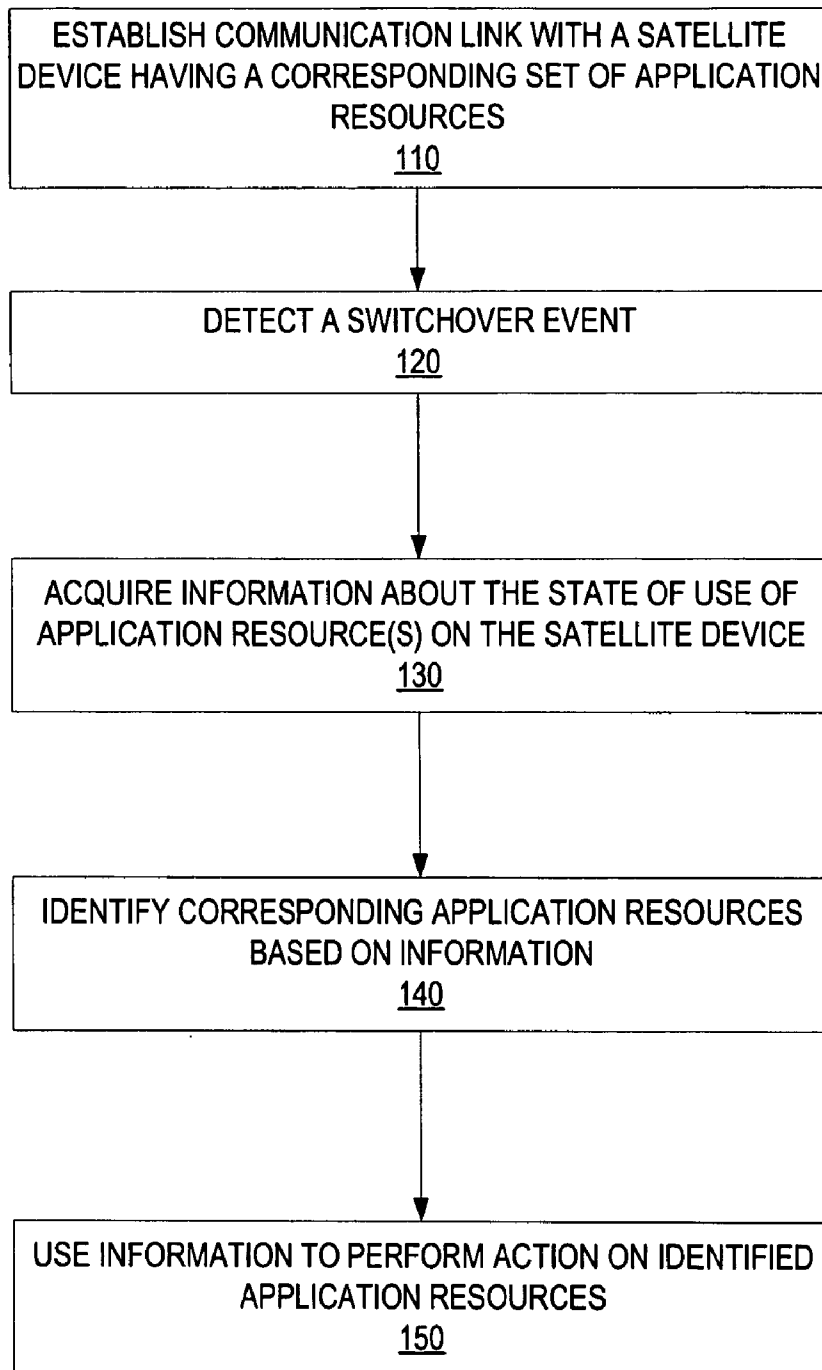 ESTABLISH COMMUNICATION LINK WITH A SATELLITE
DEVICE HAVING A CORRESPONDING SET OF APPLICATION
RESOURCES
110
DETECT A SWITCHOVER EVENT
120
ACQUIRE INFORMATION ABOUT THE STATE OF USE OF
APPLICATION RESOURCE(S) ON THE SATELLITE DEVICE
130
IDENTIFY CORRESPONDING APPLICATION RESOURCES
BASED ON INFORMATION
140
USE INFORMATION TO PERFORM ACTION ON IDENTIFIED
APPLICATION RESOURCES
150